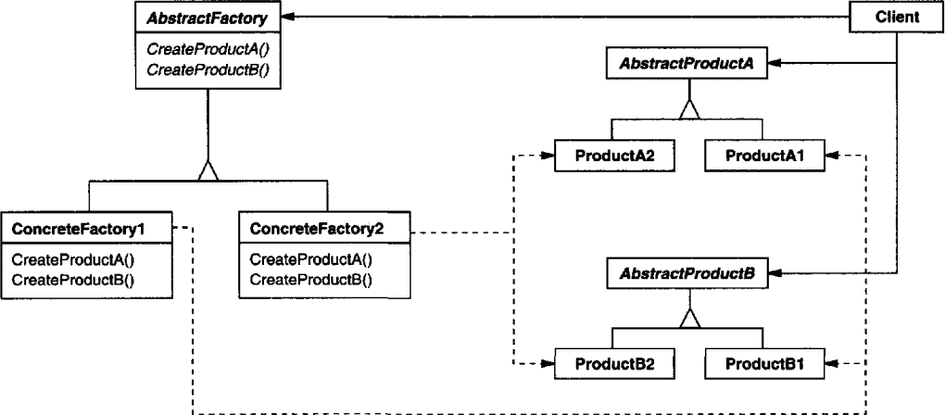 AbstractFactory
CreateProductA()
CreateProductB()
Client
AbstractProductA
ProductA2
ProductA1
ConcreteFactory1
CreateProductA()
CreateProductB()
ConcreteFactory2
CreateProductA()
CreateProductB()
AbstractProductB
ProductB2
ProductB1